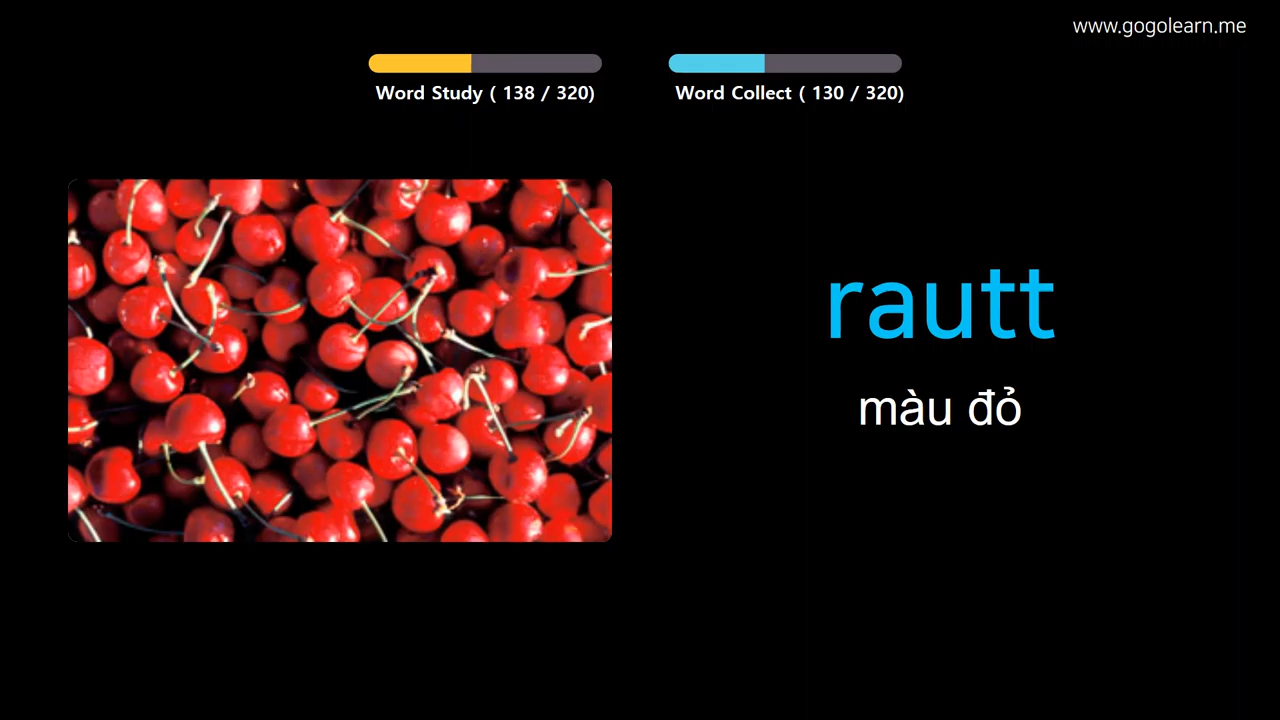 www.gogolearn.me
Word Study ( 138 / 320)
Word Collect ( 130 / 320)
rautt
màu đỏ